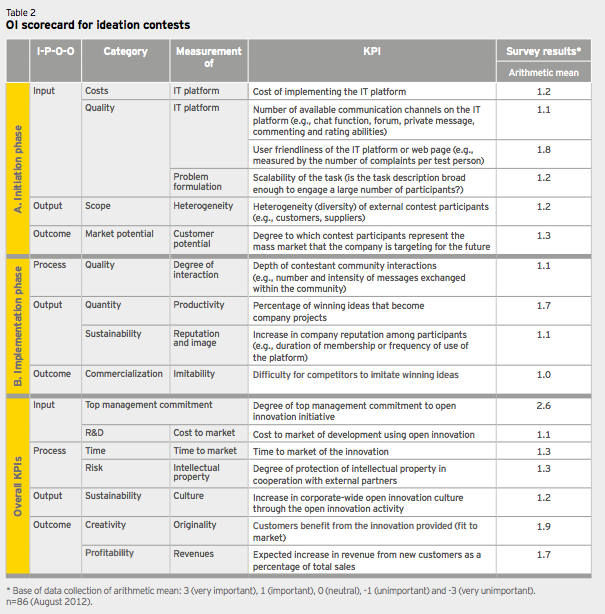 Table 2
OI scorecard for ideation contests
I-P-O-O Category Measurement of KPI Survey results*
Arithmetic mean
A. Initiation phase
Input Costs IT platform Cost of implementing the IT platform 1.2
Quality IT platform Number of available communication channels on the IT 1.1
platform (e.g., chat function, forum, private message,
commenting and rating abilities)
User friendliness of the IT platform or web page (e.g., 1.8
measured by the number of complaints per test person)
Problem Scalability of the task (is the task description broad 1.2
formulation enough to engage a large number of participants?)
Output Scope Heterogeneity Heterogeneity (diversity) of external contest participants 1.2
(e.g., customers, suppliers)
Outcome Market potential Customer Degree to which contest participants represent the 1.3
potential mass market that the company is targeting for the future
B. Implementation phase
Process Quality Degree of Depth of contestant community interactions 1.1
interaction (e.g., number and intensity of messages exchanged
within the community)
Output Quantity Productivity Percentage of winning ideas that become 1.7
company projects
Sustainability Reputation Increase in company reputation among participants 1.1
and image (e.g., duration of membership or frequency of use of
the platform)
Outcome Commercialization Imitability Difficulty for competitors to imitate winning ideas 1.0
Overall KPIs
Input Top management commitment Degree of top management commitment to open 2.6
innovation initiative
R&D Cost to market Cost to market of development using open innovation 1.1
Process Time Time to market Time to market of the innovation 1.3
Risk Intellectual Degree of protection of intellectual property in 1.3
property cooperation with external partners
Output Sustainability Culture Increase in corporate-wide open innovation culture 1.2
through the open innovation activity
Outcome Creativity Originality Customers benefit from the innovation provided (fit to 1.9
market)
Profitability Revenues Expected increase in revenue from new customers as a 1.7
percentage of total sales
* Base of data collection of arithmetic mean: 3 (very important), 1 (important), 0 (neutral), -1 (unimportant) and -3 (very unimportant).
n=86 (August 2012).